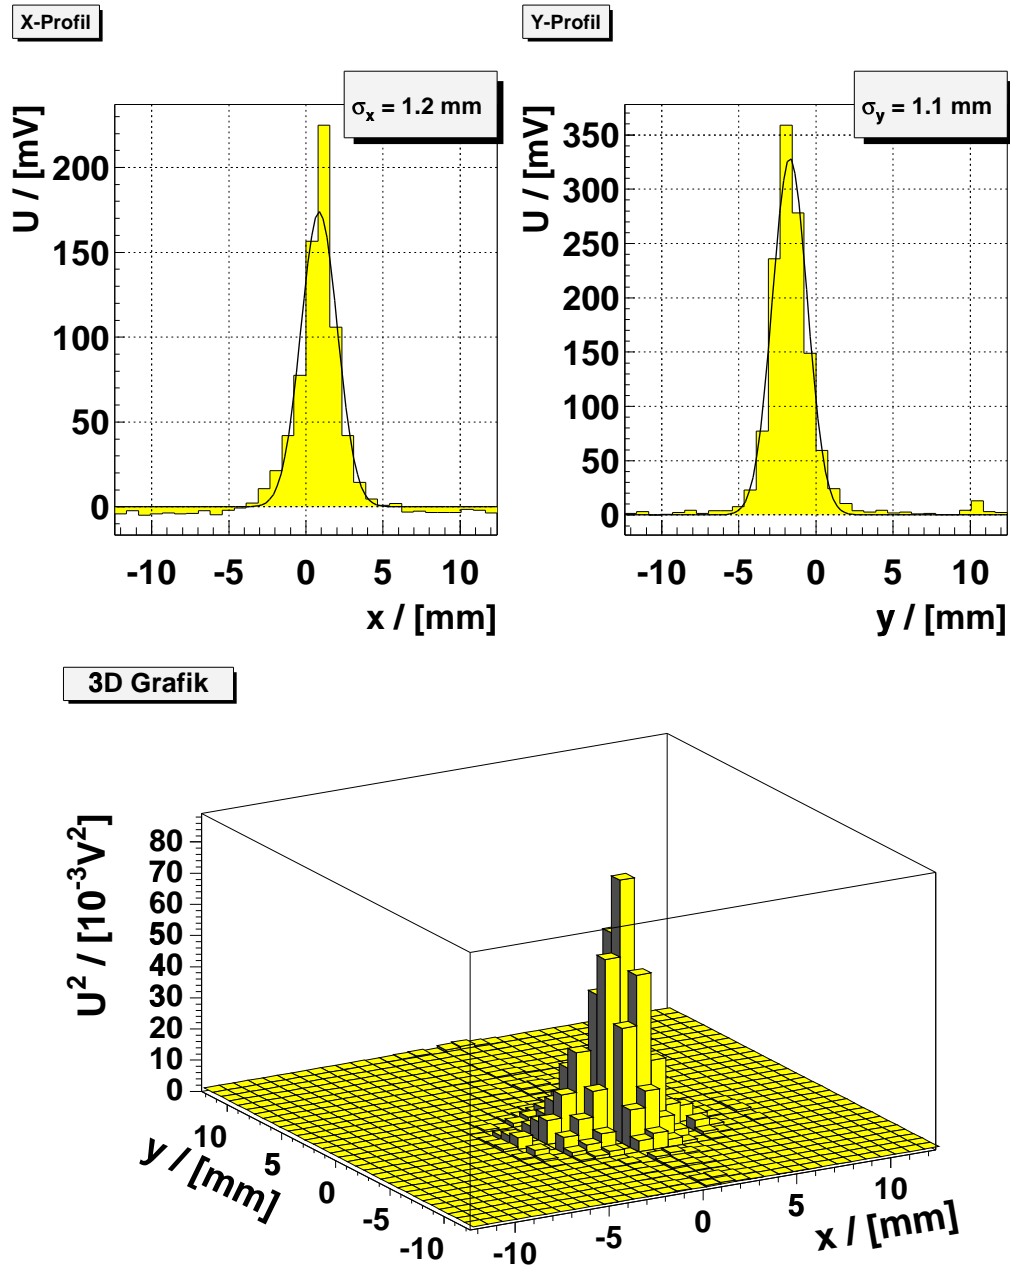 X-Profil
σx = 1.2 mm
U / [mV]
200
150
100
50
0
-10 -5 0 5 10
x / [mm]
Y-Profil
σy = 1.1 mm
U / [mV]
350
300
250
200
150
100
50
0
-10 -5 0 5 10
y / [mm]
3D Grafik
U² / [10⁻³V²]
80
70
60
50
40
30
20
10
0
10 5 0 -5 -10
y / [mm]
-10 -5 0 5 10
x / [mm]